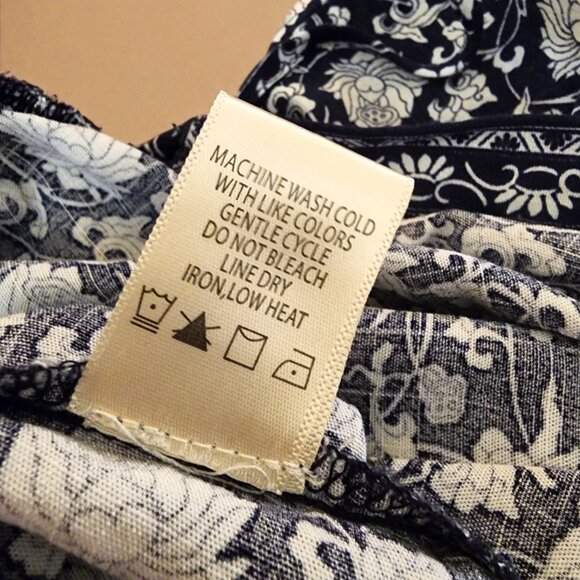 MACHINE WASH COLD
WITH LIKE COLORS
GENTLE CYCLE
DO NOT BLEACH
LINE DRY
IRON,LOW HEAT